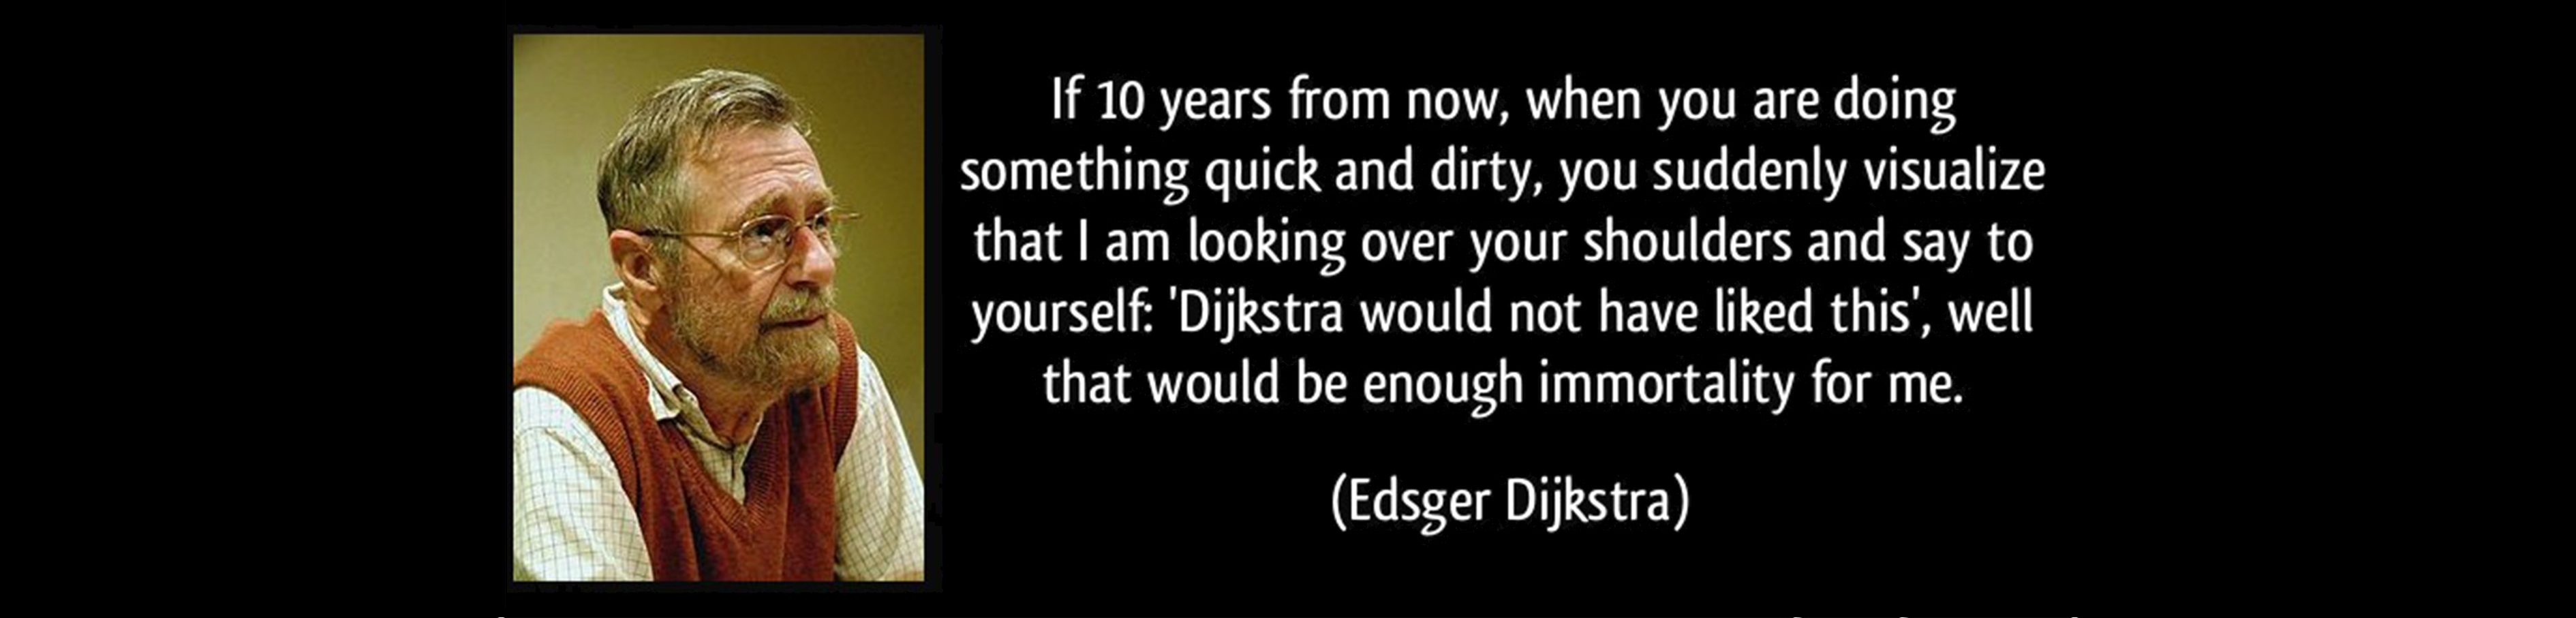 If 10 years from now, when you are doing
something quick and dirty, you suddenly visualize
that I am looking over your shoulders and say to
yourself: 'Dijkstra would not have liked this', well
that would be enough immortality for me.
(Edsger Dijkstra)